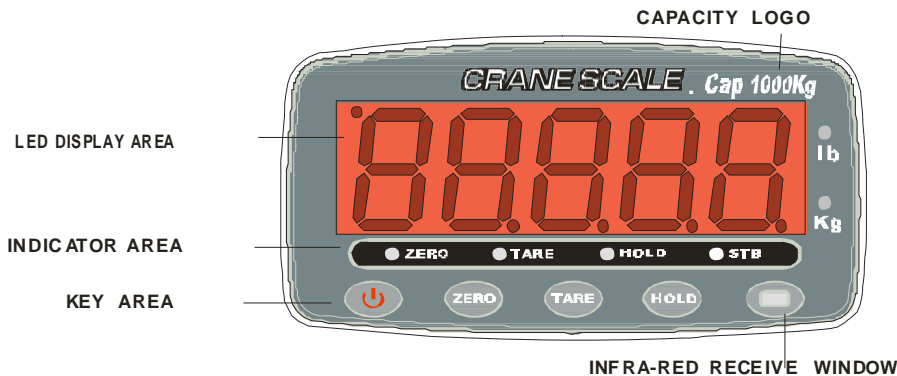 CAPACITY LOGO
CRANE SCALE . Cap 1000Kg
LED DISPLAY AREA
88888
lb
Kg
INDICATOR AREA
ZERO TARE HOLD STB
KEY AREA
ZERO TARE HOLD
INFRA-RED RECEIVE WINDOW